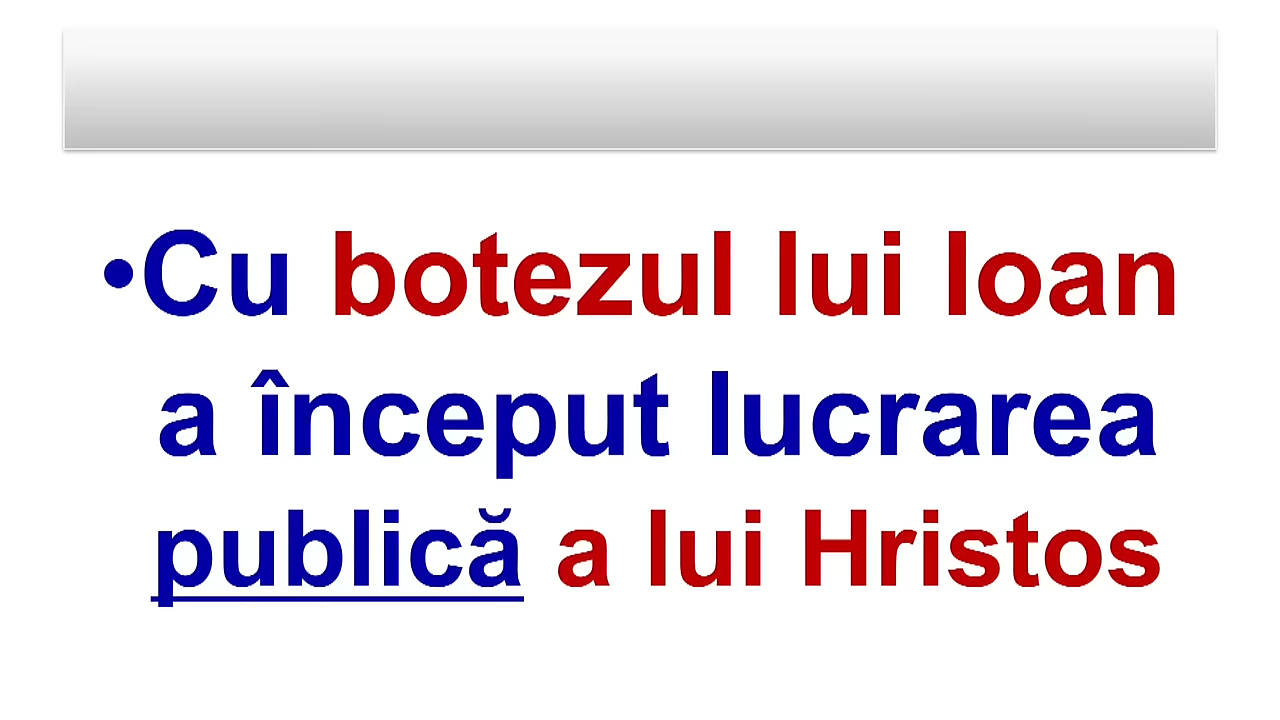 •Cu botezul lui Ioan
a început lucrarea
publică a lui Hristos